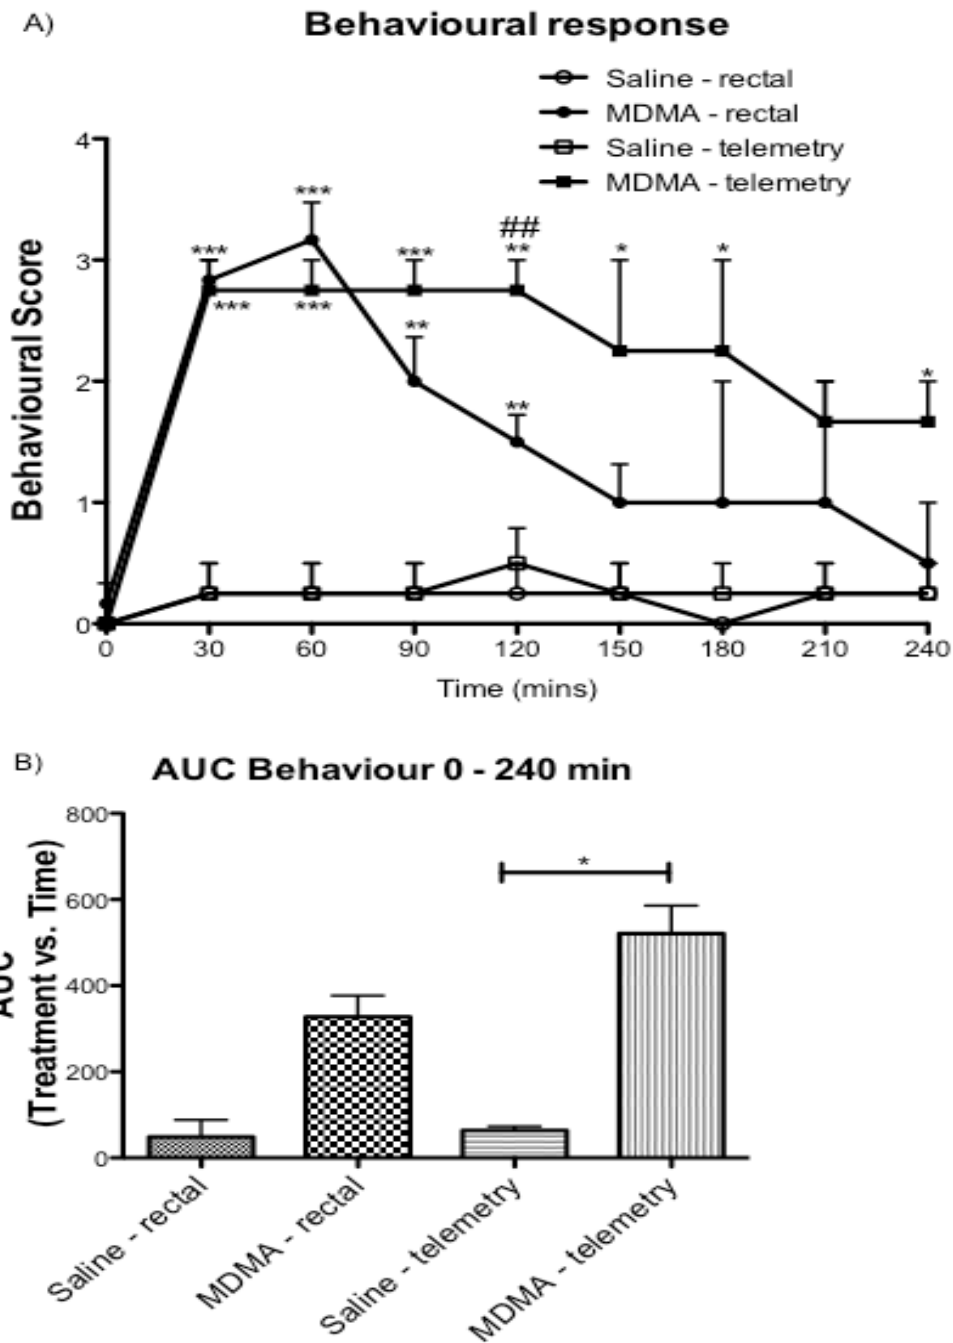 A)
Behavioural response
Saline - rectal
MDMA - rectal
Saline - telemetry
MDMA - telemetry
Behavioural Score
4
3
2
1
0
***
***
***
***
***
**
##
**
**
*
*
*
0 30 60 90 120 150 180 210 240
Time (mins)
B)
AUC Behaviour 0 - 240 min
AUC
(Treatment vs. Time)
800
600
400
200
0
*
Saline - rectal
MDMA - rectal
Saline - telemetry
MDMA - telemetry